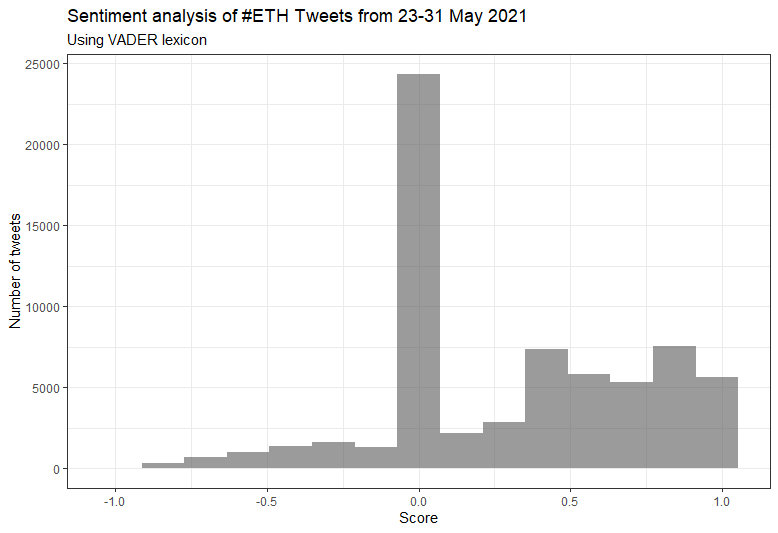 Sentiment analysis of #ETH Tweets from 23-31 May 2021
Using VADER lexicon
25000
20000
15000
10000
5000
0
Number of tweets
-1.0 -0.5 0.0 0.5 1.0
Score